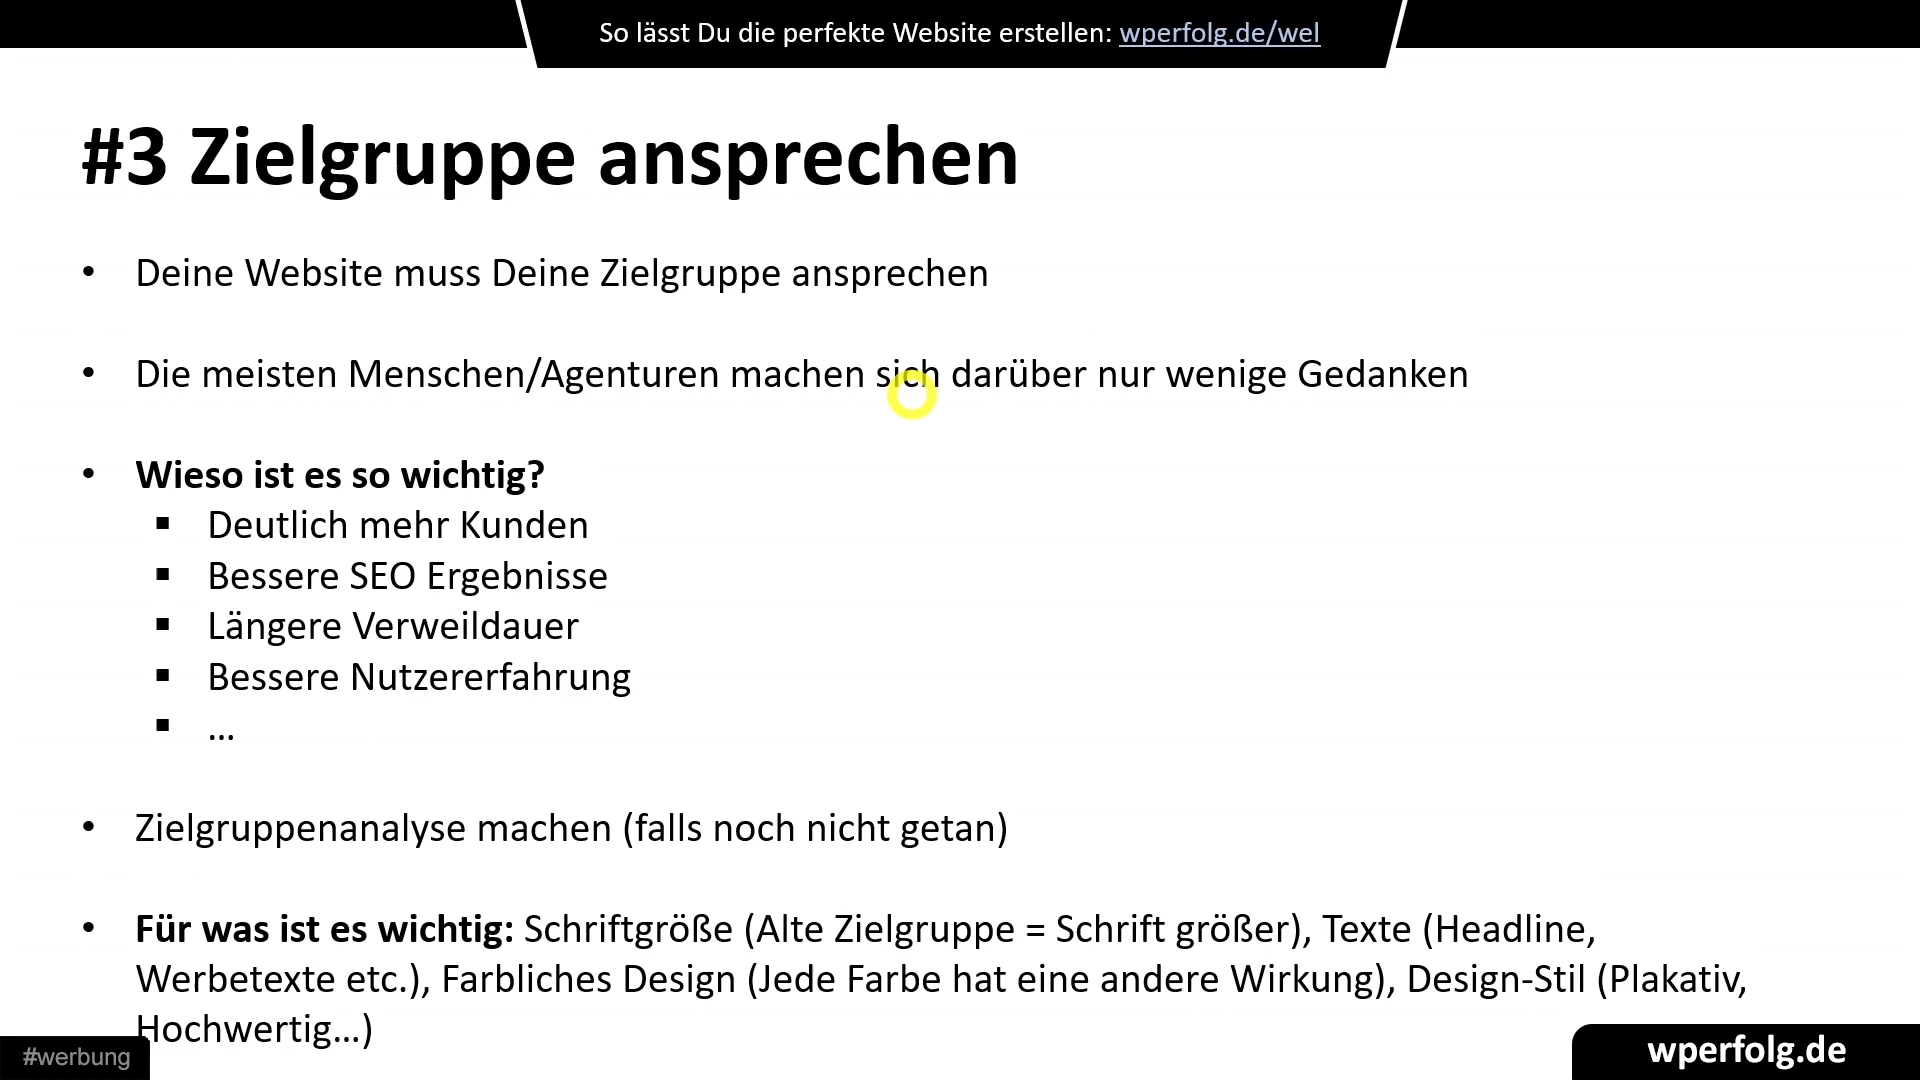 So lässt Du die perfekte Website erstellen: wperfolg.de/wel
#3 Zielgruppe ansprechen
• Deine Website muss Deine Zielgruppe ansprechen
• Die meisten Menschen/Agenturen machen sich darüber nur wenige Gedanken
• Wieso ist es so wichtig?
▪ Deutlich mehr Kunden
▪ Bessere SEO Ergebnisse
▪ Längere Verweildauer
▪ Bessere Nutzererfahrung
▪ ...
• Zielgruppenanalyse machen (falls noch nicht getan)
• Für was ist es wichtig: Schriftgröße (Alte Zielgruppe = Schrift größer), Texte (Headline,
Werbetexte etc.), Farbliches Design (Jede Farbe hat eine andere Wirkung), Design-Stil (Plakativ,
Hochwertig...)
#werbung
wperfolg.de